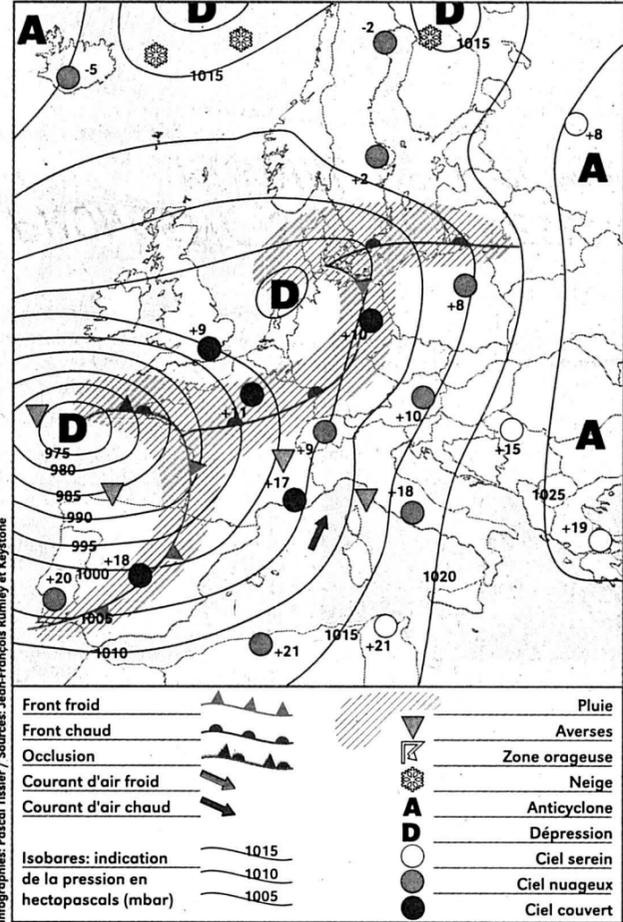 D
D
A
-2
1015
-5
1015
+8
A
+2
D
+8
+9
+10
+11
+10
D
+9
+15
A
975
980
+17
+18
985
1025
990
+19
995
+18
1000
+20
1020
1005
1015
1010
+21
+21
Infographies: Pascal Tissier / Sources: Jean-François Rumley et Keystone
Front froid
Front chaud
Occlusion
Courant d'air froid
Courant d'air chaud
Isobares: indication
de la pression en
hectopascals (mbar)
1015
1010
1005
Pluie
Averses
Zone orageuse
Neige
A Anticyclone
D Dépression
Ciel serein
Ciel nuageux
Ciel couvert